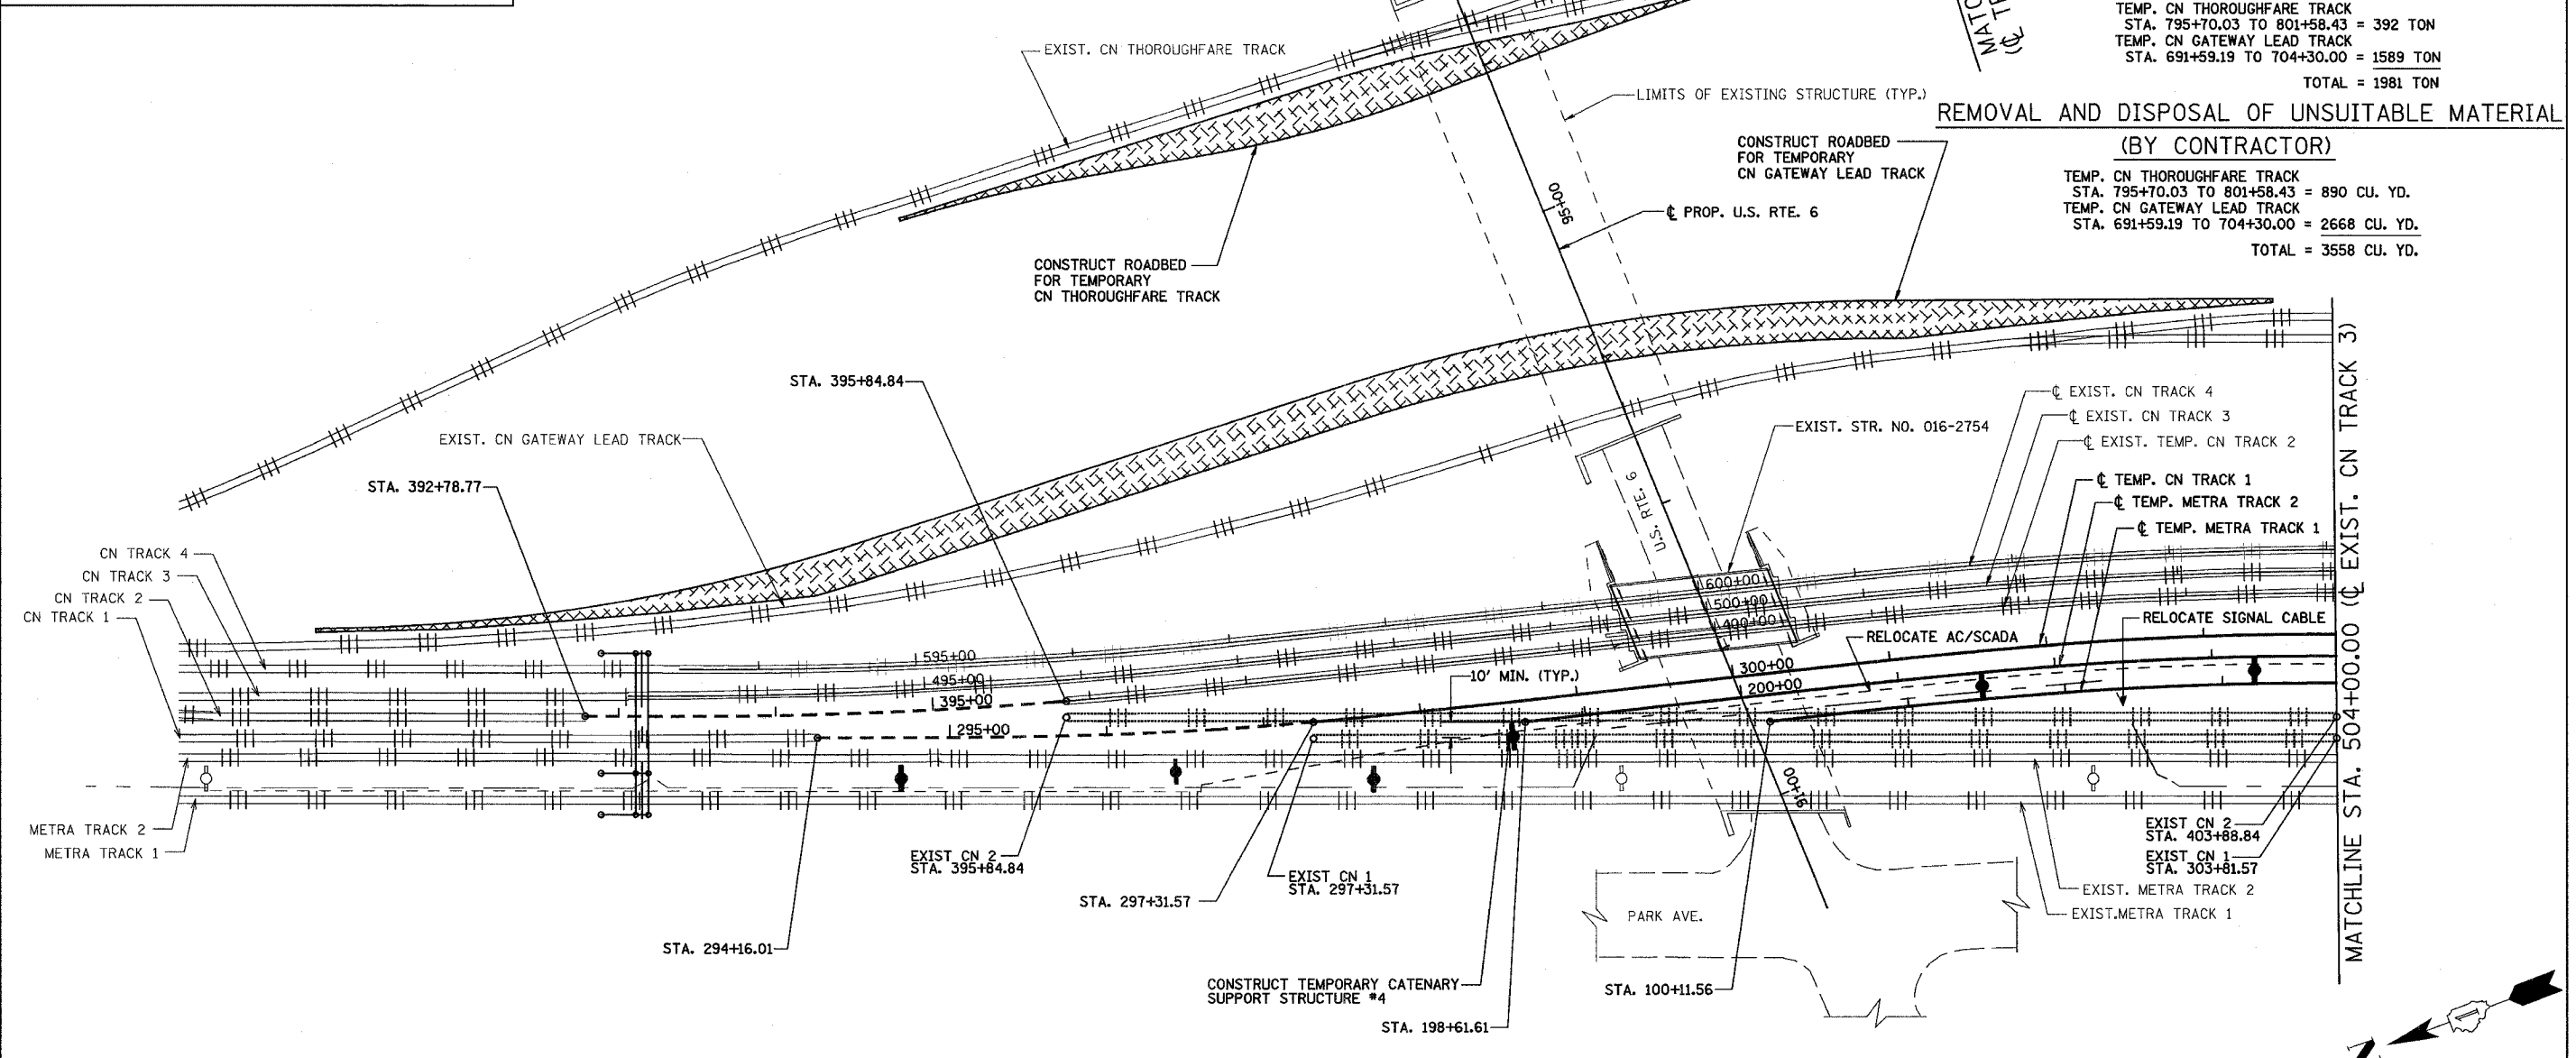 TEMP. CN THOROUGHFARE TRACK
STA. 795+70.03 TO 801+58.43 = 392 TON
TEMP. CN GATEWAY LEAD TRACK
STA. 691+59.19 TO 704+30.00 = 1589 TON
TOTAL = 1981 TON
REMOVAL AND DISPOSAL OF UNSUITABLE MATERIAL
(BY CONTRACTOR)
TEMP. CN THOROUGHFARE TRACK
STA. 795+70.03 TO 801+58.43 = 890 CU. YD.
TEMP. CN GATEWAY LEAD TRACK
STA. 691+59.19 TO 704+30.00 = 2668 CU. YD.
TOTAL = 3558 CU. YD.
EXIST. CN THOROUGHFARE TRACK
LIMITS OF EXISTING STRUCTURE (TYP.)
CONSTRUCT ROADBED
FOR TEMPORARY
CN GATEWAY LEAD TRACK
95+00
℄ PROP. U.S. RTE. 6
CONSTRUCT ROADBED
FOR TEMPORARY
CN THOROUGHFARE TRACK
STA. 395+84.84
EXIST. CN GATEWAY LEAD TRACK
STA. 392+78.77
EXIST. STR. NO. 016-2754
℄ EXIST. CN TRACK 4
℄ EXIST. CN TRACK 3
℄ EXIST. TEMP. CN TRACK 2
℄ TEMP. CN TRACK 1
℄ TEMP. METRA TRACK 2
℄ TEMP. METRA TRACK 1
U.S. RTE. 6
CN TRACK 4
CN TRACK 3
CN TRACK 2
CN TRACK 1
600+00
500+00
400+00
RELOCATE SIGNAL CABLE
RELOCATE AC/SCADA
595+00
495+00
395+00
295+00
10' MIN. (TYP.)
300+00
200+00
91+00
METRA TRACK 2
METRA TRACK 1
EXIST CN 2
STA. 395+84.84
EXIST CN 1
STA. 297+31.57
STA. 297+31.57
STA. 294+16.01
CONSTRUCT TEMPORARY CATENARY
SUPPORT STRUCTURE #4
STA. 198+61.61
STA. 100+11.56
PARK AVE.
EXIST CN 2
STA. 403+88.84
EXIST CN 1
STA. 303+81.57
EXIST. METRA TRACK 2
EXIST.METRA TRACK 1
MATCHLINE STA. 504+00.00 (℄ EXIST. CN TRACK 3)